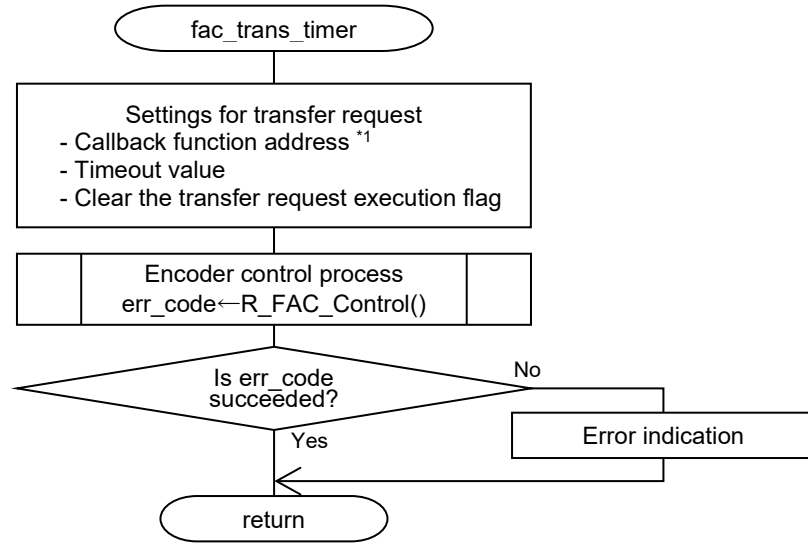 fac_trans_timer
Settings for transfer request
- Callback function address *1
- Timeout value
- Clear the transfer request execution flag
Encoder control process
err_code←R_FAC_Control()
Is err_code
succeeded?
No
Yes
Error indication
return